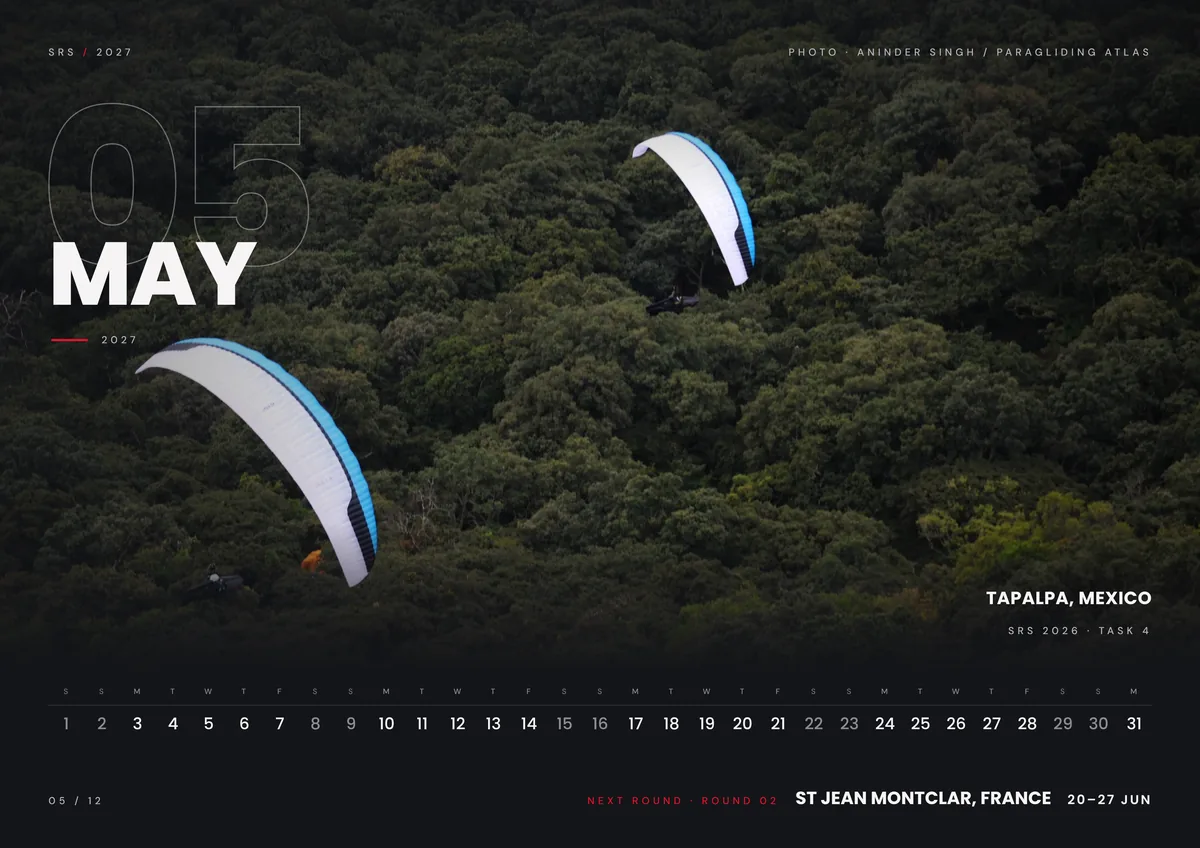 SRS / 2027
PHOTO · ANINDER SINGH / PARAGLIDING ATLAS
05
MAY
2027
TAPALPA, MEXICO
SRS 2026 · TASK 4
S S M T W T F S S M T W T F S S M T W T F S S M T W T F S S M
1 2 3 4 5 6 7 8 9 10 11 12 13 14 15 16 17 18 19 20 21 22 23 24 25 26 27 28 29 30 31
05 / 12
NEXT ROUND · ROUND 02 ST JEAN MONTCLAR, FRANCE 20–27 JUN